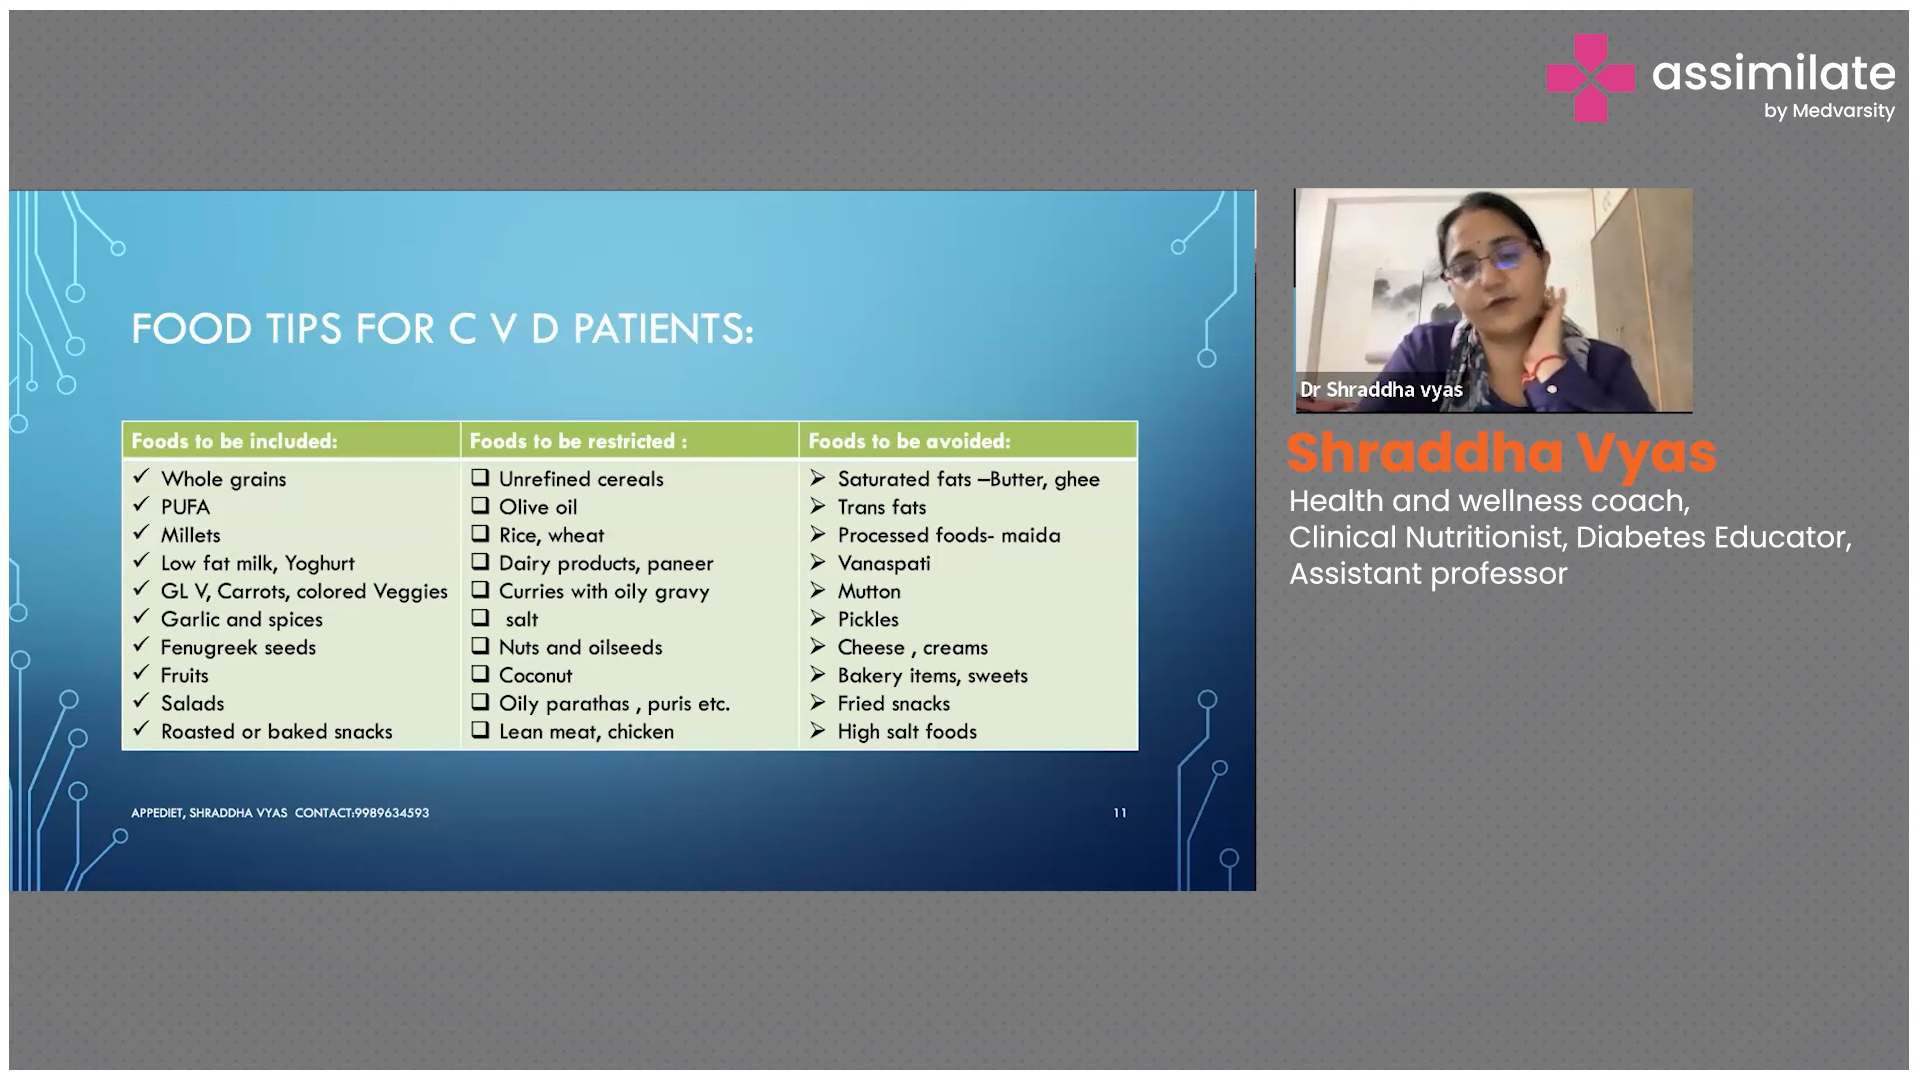 assimilate
by Medvarsity
FOOD TIPS FOR C V D PATIENTS:
Foods to be included:
Whole grains
PUFA
Millets
Low fat milk, Yoghurt
GL V, Carrots, colored Veggies
Garlic and spices
Fenugreek seeds
Fruits
Salads
Roasted or baked snacks
Foods to be restricted :
Unrefined cereals
Olive oil
Rice, wheat
Dairy products, paneer
Curries with oily gravy
salt
Nuts and oilseeds
Coconut
Oily parathas , puris etc.
Lean meat, chicken
Foods to be avoided:
Saturated fats –Butter, ghee
Trans fats
Processed foods- maida
Vanaspati
Mutton
Pickles
Cheese , creams
Bakery items, sweets
Fried snacks
High salt foods
APPEDIET, SHRADDHA VYAS CONTACT:9989634593
11
Dr Shraddha vyas
Shraddha Vyas
Health and wellness coach,
Clinical Nutritionist, Diabetes Educator,
Assistant professor